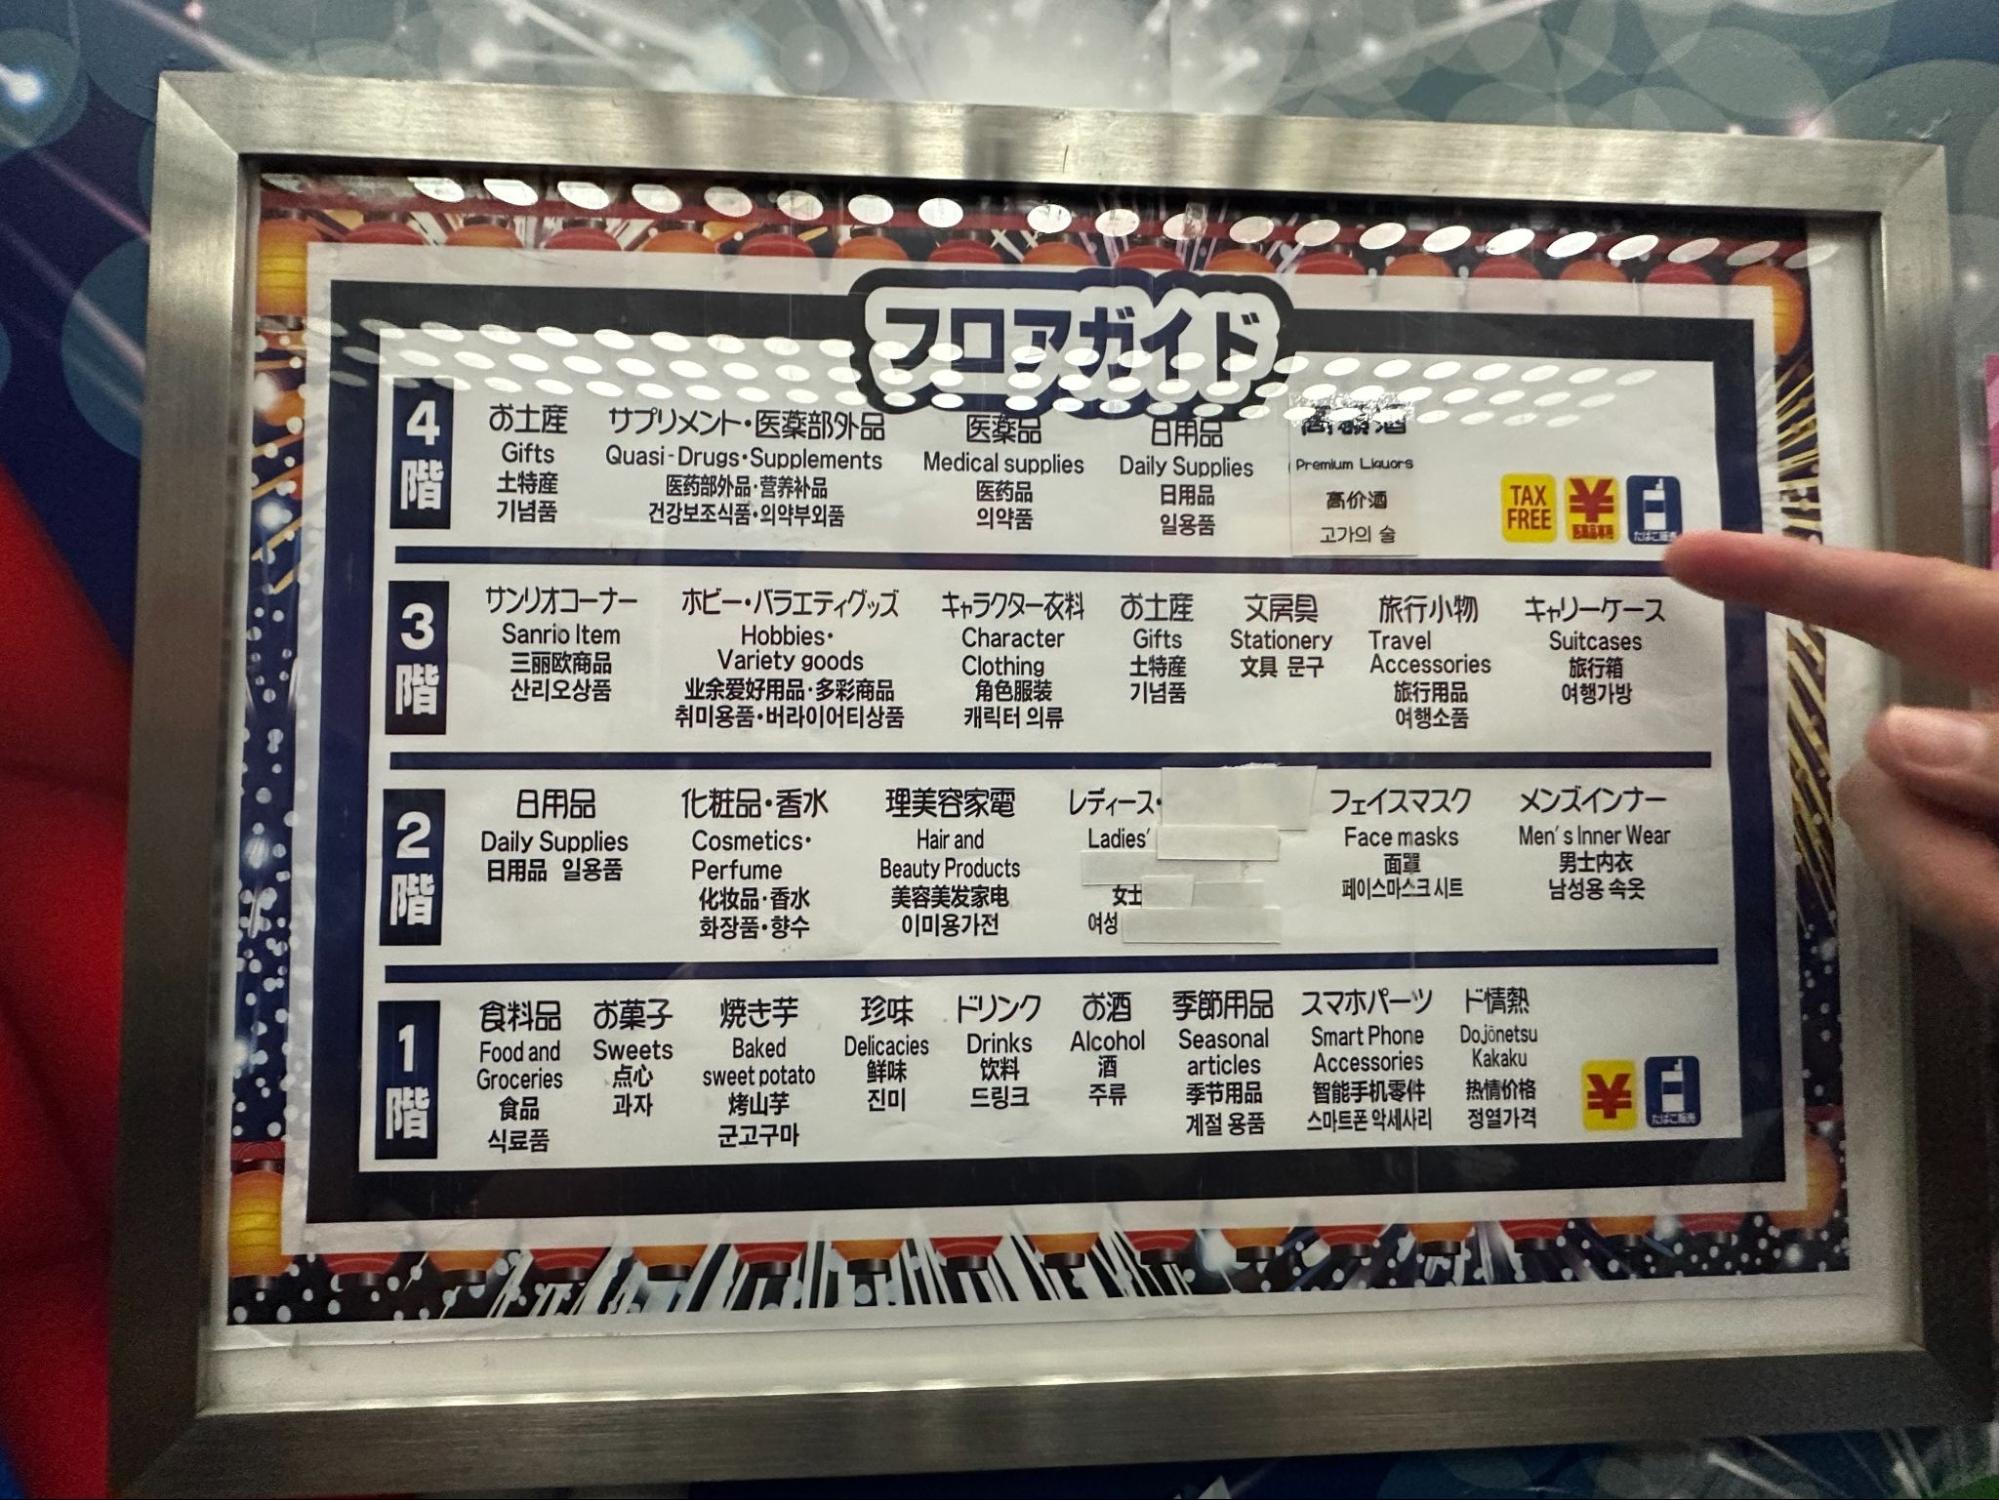 フロアガイド
4階
お土産
Gifts
土特産
기념품
サプリメント・医薬部外品
Quasi-Drugs・Supplements
医药部外品・营养补品
건강보조식품・의약부외품
医薬品
Medical supplies
医药品
의약품
日用品
Daily Supplies
日用品
일용품
高額酒
Premium Liquors
高价酒
고가의 술
TAX
FREE
¥
たばこ販売
3階
サンリオコーナー
Sanrio Item
三丽欧商品
산리오상품
ホビー・バラエティグッズ
Hobbies・
Variety goods
业余爱好用品・多彩商品
취미용품・버라이어티상품
キャラクター衣料
Character
Clothing
角色服装
캐릭터 의류
お土産
Gifts
土特産
기념품
文房具
Stationery
文具 문구
旅行小物
Travel
Accessories
旅行用品
여행소품
キャリーケース
Suitcases
旅行箱
여행가방
2階
日用品
Daily Supplies
日用品 일용품
化粧品・香水
Cosmetics・
Perfume
化妆品・香水
화장품・향수
理美容家電
Hair and
Beauty Products
美容美发家电
이미용가전
レディース・
Ladies'
女士
여성
フェイスマスク
Face masks
面罩
페이스마스크 시트
メンズインナー
Men's Inner Wear
男士内衣
남성용 속옷
1階
食料品
Food and
Groceries
食品
식료품
お菓子
Sweets
点心
과자
焼き芋
Baked
sweet potato
烤山芋
군고구마
珍味
Delicacies
鲜味
진미
ドリンク
Drinks
饮料
드링크
お酒
Alcohol
酒
주류
季節用品
Seasonal
articles
季节用品
계절 용품
スマホパーツ
Smart Phone
Accessories
智能手机零件
스마트폰 악세사리
ド情熱
Dojōnetsu
Kakaku
热情价格
정열가격
¥
たばこ販売